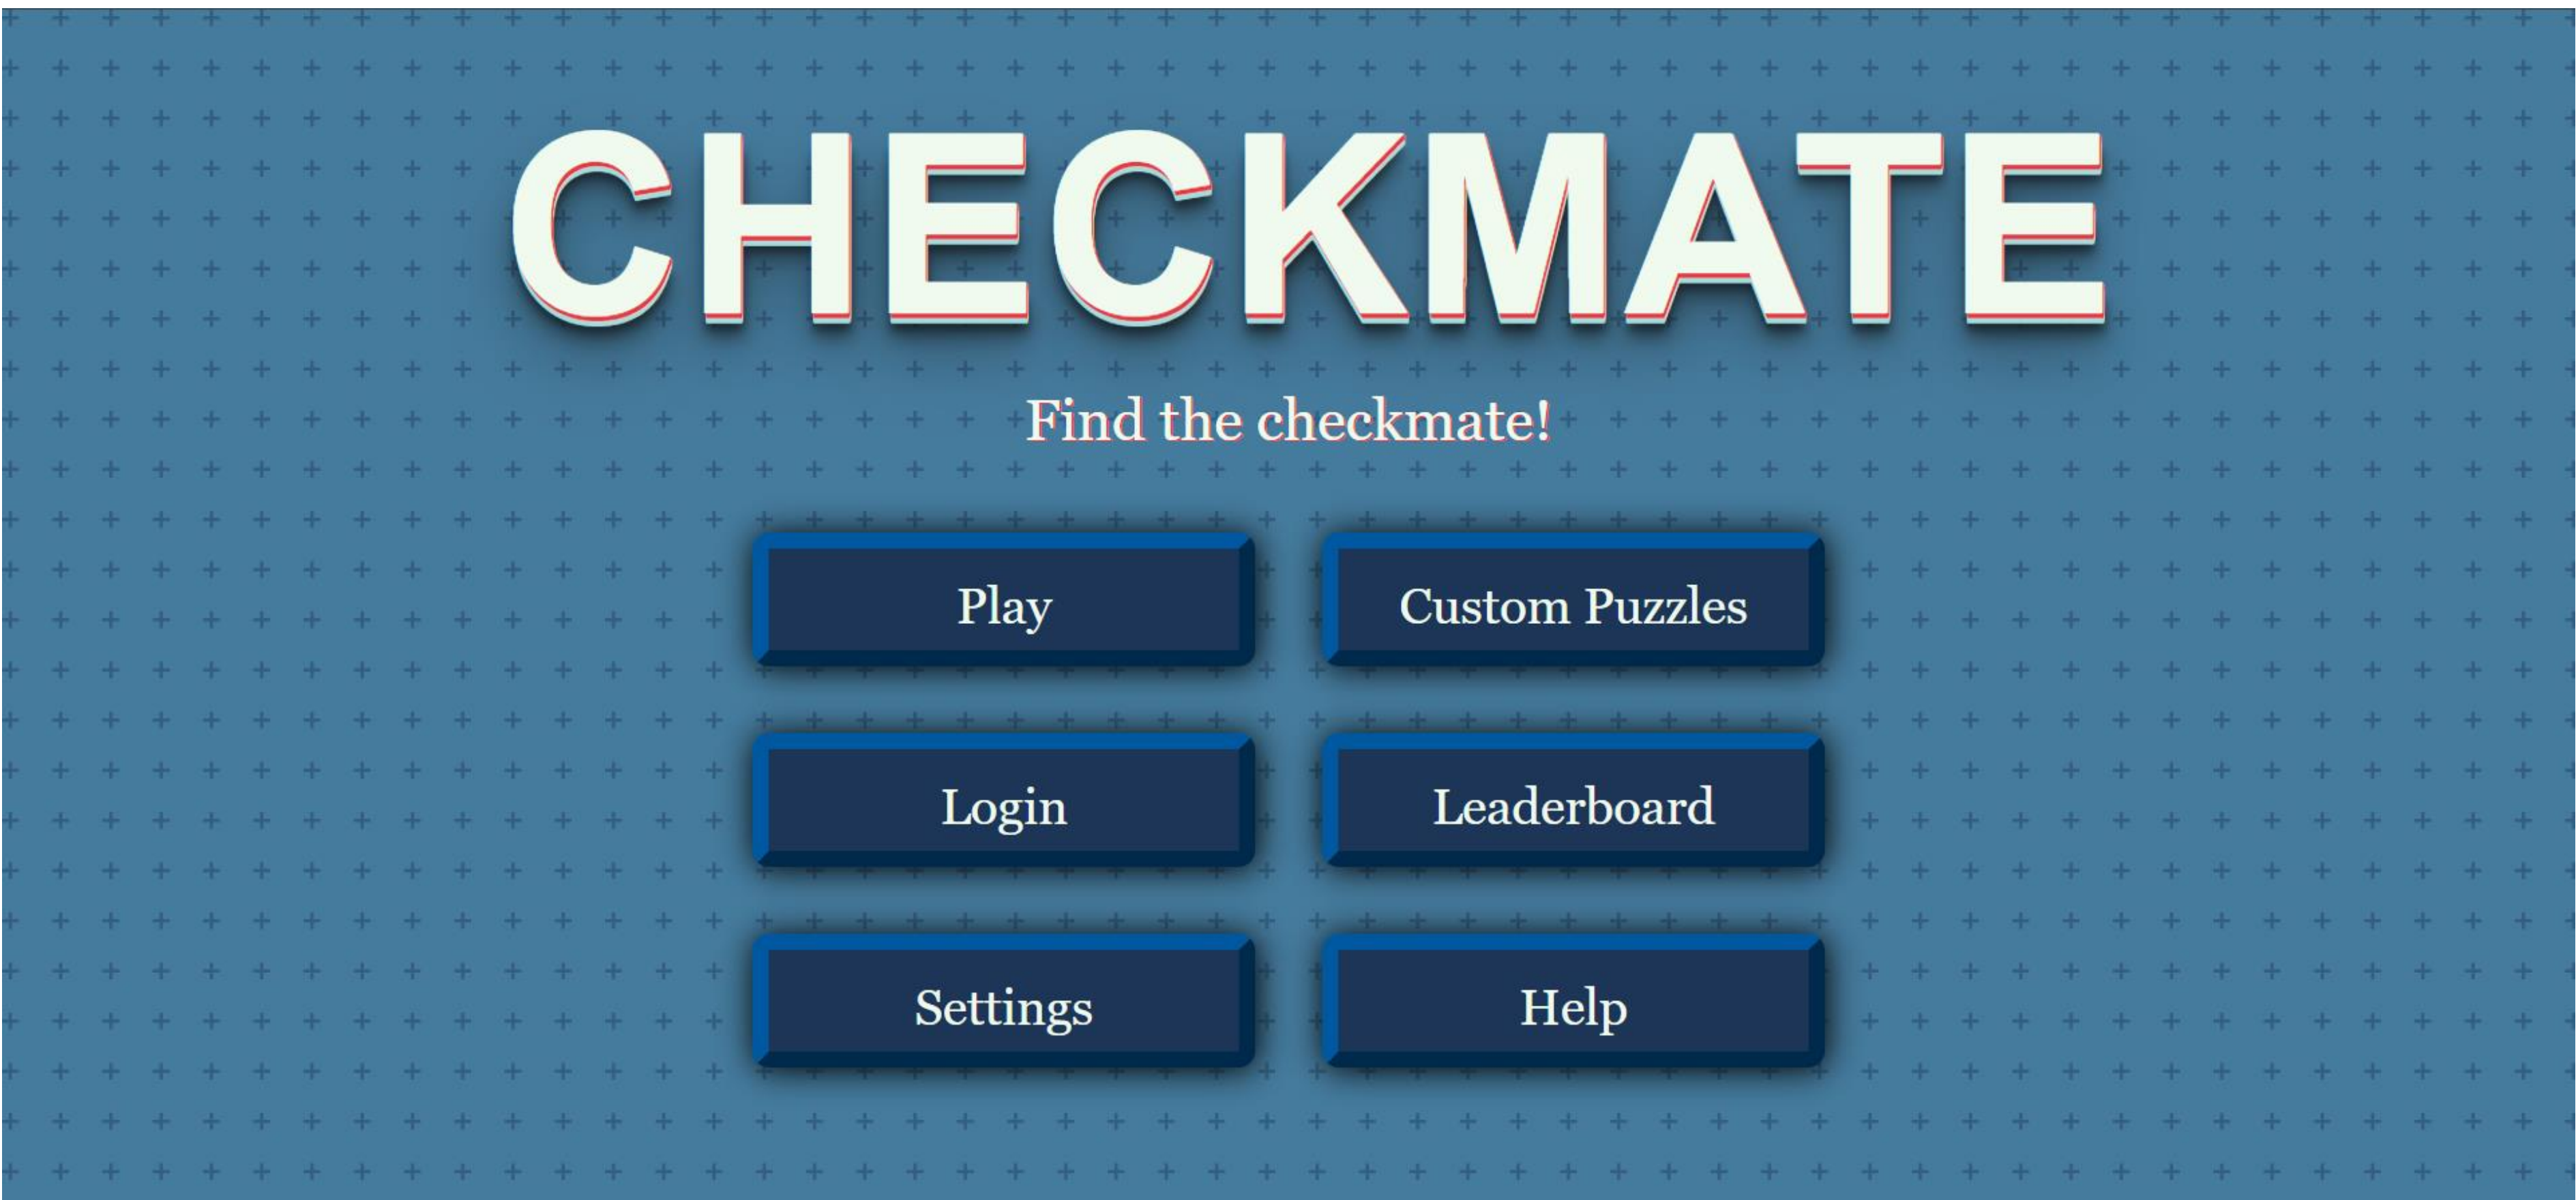 CHECKMATE
Find the checkmate!
Play
Custom Puzzles
Login
Leaderboard
Settings
Help